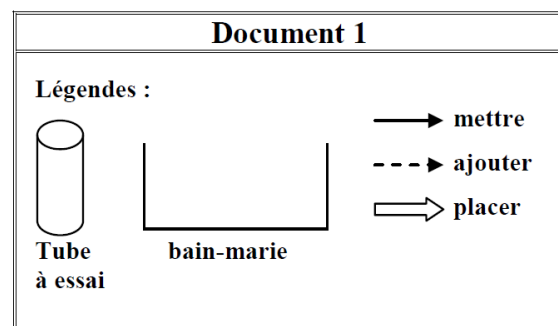 Document 1
Légendes :
mettre
ajouter
placer
Tube
à essai
bain-marie